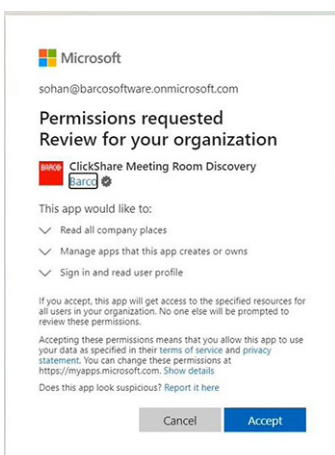 Microsoft
sohan@barcosoftware.onmicrosoft.com
Permissions requested
Review for your organization
BARCO
ClickShare Meeting Room Discovery
Barco
This app would like to:
Read all company places
Manage apps that this app creates or owns
Sign in and read user profile
If you accept, this app will get access to the specified resources for
all users in your organization. No one else will be prompted to
review these permissions.
Accepting these permissions means that you allow this app to use
your data as specified in their terms of service and privacy
statement. You can change these permissions at
https://myapps.microsoft.com. Show details
Does this app look suspicious? Report it here
Cancel
Accept